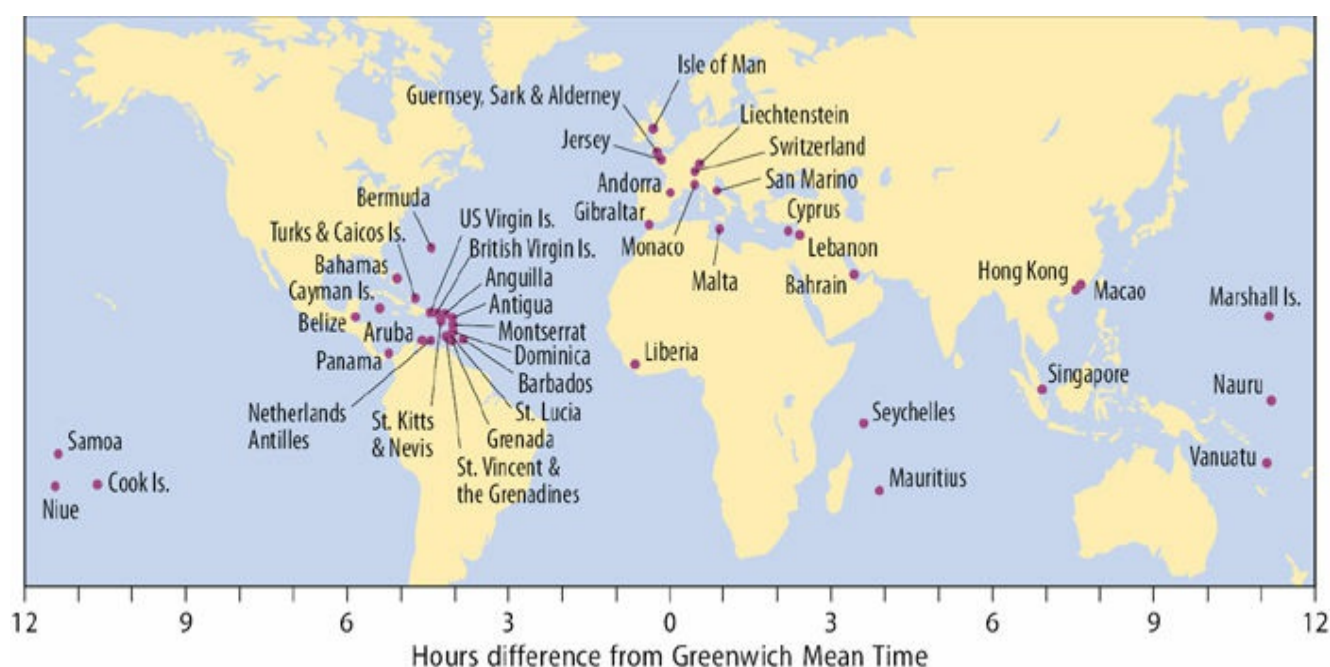 Isle of Man
Guernsey, Sark & Alderney
Liechtenstein
Jersey
Switzerland
Andorra
San Marino
Bermuda
Gibraltar
Cyprus
US Virgin Is.
Turks & Caicos Is.
British Virgin Is.
Monaco
Lebanon
Bahamas
Anguilla
Malta
Bahrain
Hong Kong
Macao
Cayman Is.
Antigua
Marshall Is.
Belize
Aruba
Montserrat
Panama
Dominica
Liberia
Barbados
Singapore
Nauru
Netherlands
Antilles
St. Kitts
& Nevis
St. Lucia
Seychelles
Grenada
Samoa
St. Vincent &
the Grenadines
Vanuatu
Cook Is.
Mauritius
Niue
12 9 6 3 0 3 6 9 12
Hours difference from Greenwich Mean Time